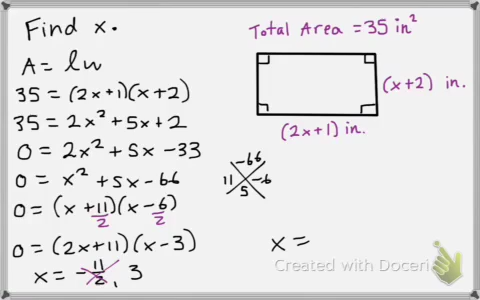 Find x.
A = lw
35 = (2x+1)(x+2)
35 = 2x² + 5x + 2
0 = 2x² + 5x - 33
0 = x² + 5x - 66
0 = (x + 11/2)(x - 6/2)
0 = (2x+11)(x-3)
x = -11/2, 3
Total Area = 35 in²
(x+2) in.
(2x+1) in.
-66
11 -6
5
x =
Created with Doceri